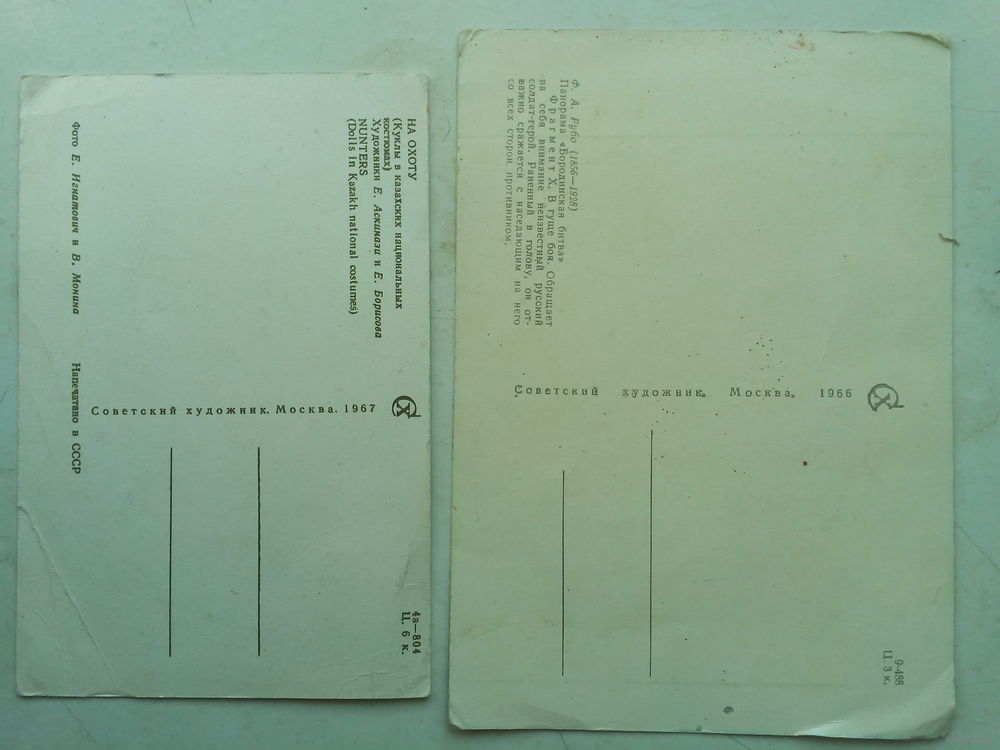 НА ОХОТУ
(Куклы в казахских национальных
костюмах)
Художники Е. Аскинази и Е. Борисова
NUNTERS
(Dolls in Kazakh national costumes)
Фото Е. Игнатович и В. Монина
Напечатано в СССР
Советский художник. Москва. 1967
4а—804
Ц. 6 к.
Ф. А. Рубо (1856—1928)
Панорама «Бородинская битва»
Фрагмент X. В гуще боя. Обращает
на себя внимание неизвестный русский
солдат-герой. Раненный в голову, он от-
важно сражается с наседающим на него
со всех сторон противником.
Советский художник. Москва. 1966
9-488
Ц. 3 к.